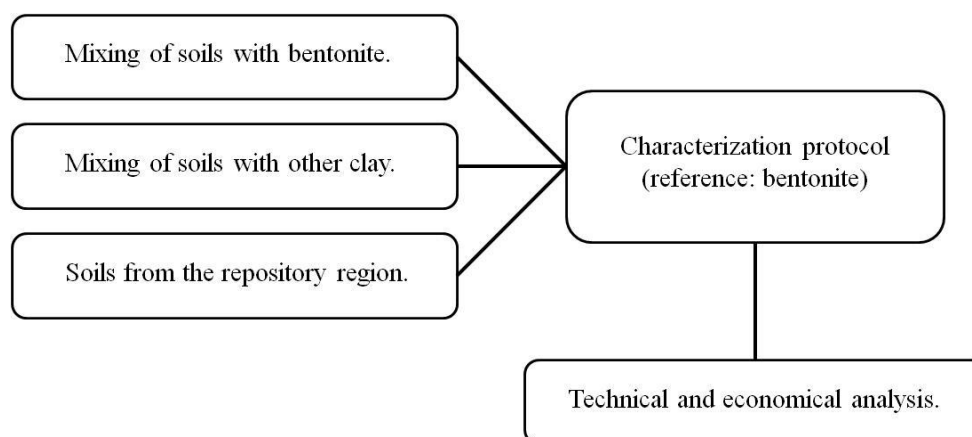 Mixing of soils with bentonite.
Mixing of soils with other clay.
Soils from the repository region.
Characterization protocol
(reference: bentonite)
Technical and economical analysis.